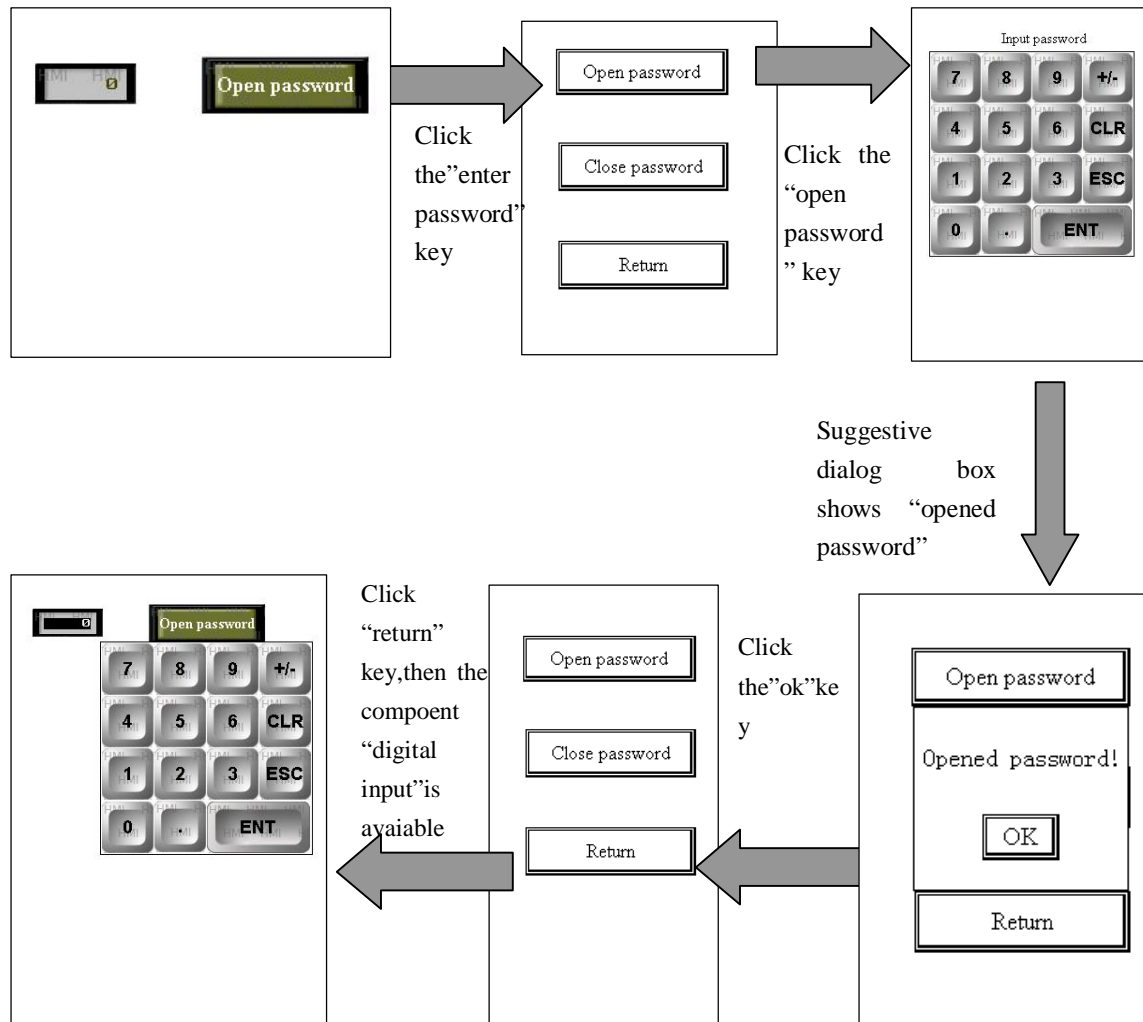 0
Open password
Click
the”enter
password”
key
Open password
Close password
Return
Click the
“open
password
” key
Input password
7 8 9 +/-
4 5 6 CLR
1 2 3 ESC
0 . ENT
Suggestive
dialog box
shows “opened
password”
Open password
Opened password!
OK
Return
Click
the”ok”ke
y
Open password
Close password
Return
Click
“return”
key,then the
compoent
“digital
input”is
avaiable
0
Open password
7 8 9 +/-
4 5 6 CLR
1 2 3 ESC
0 . ENT